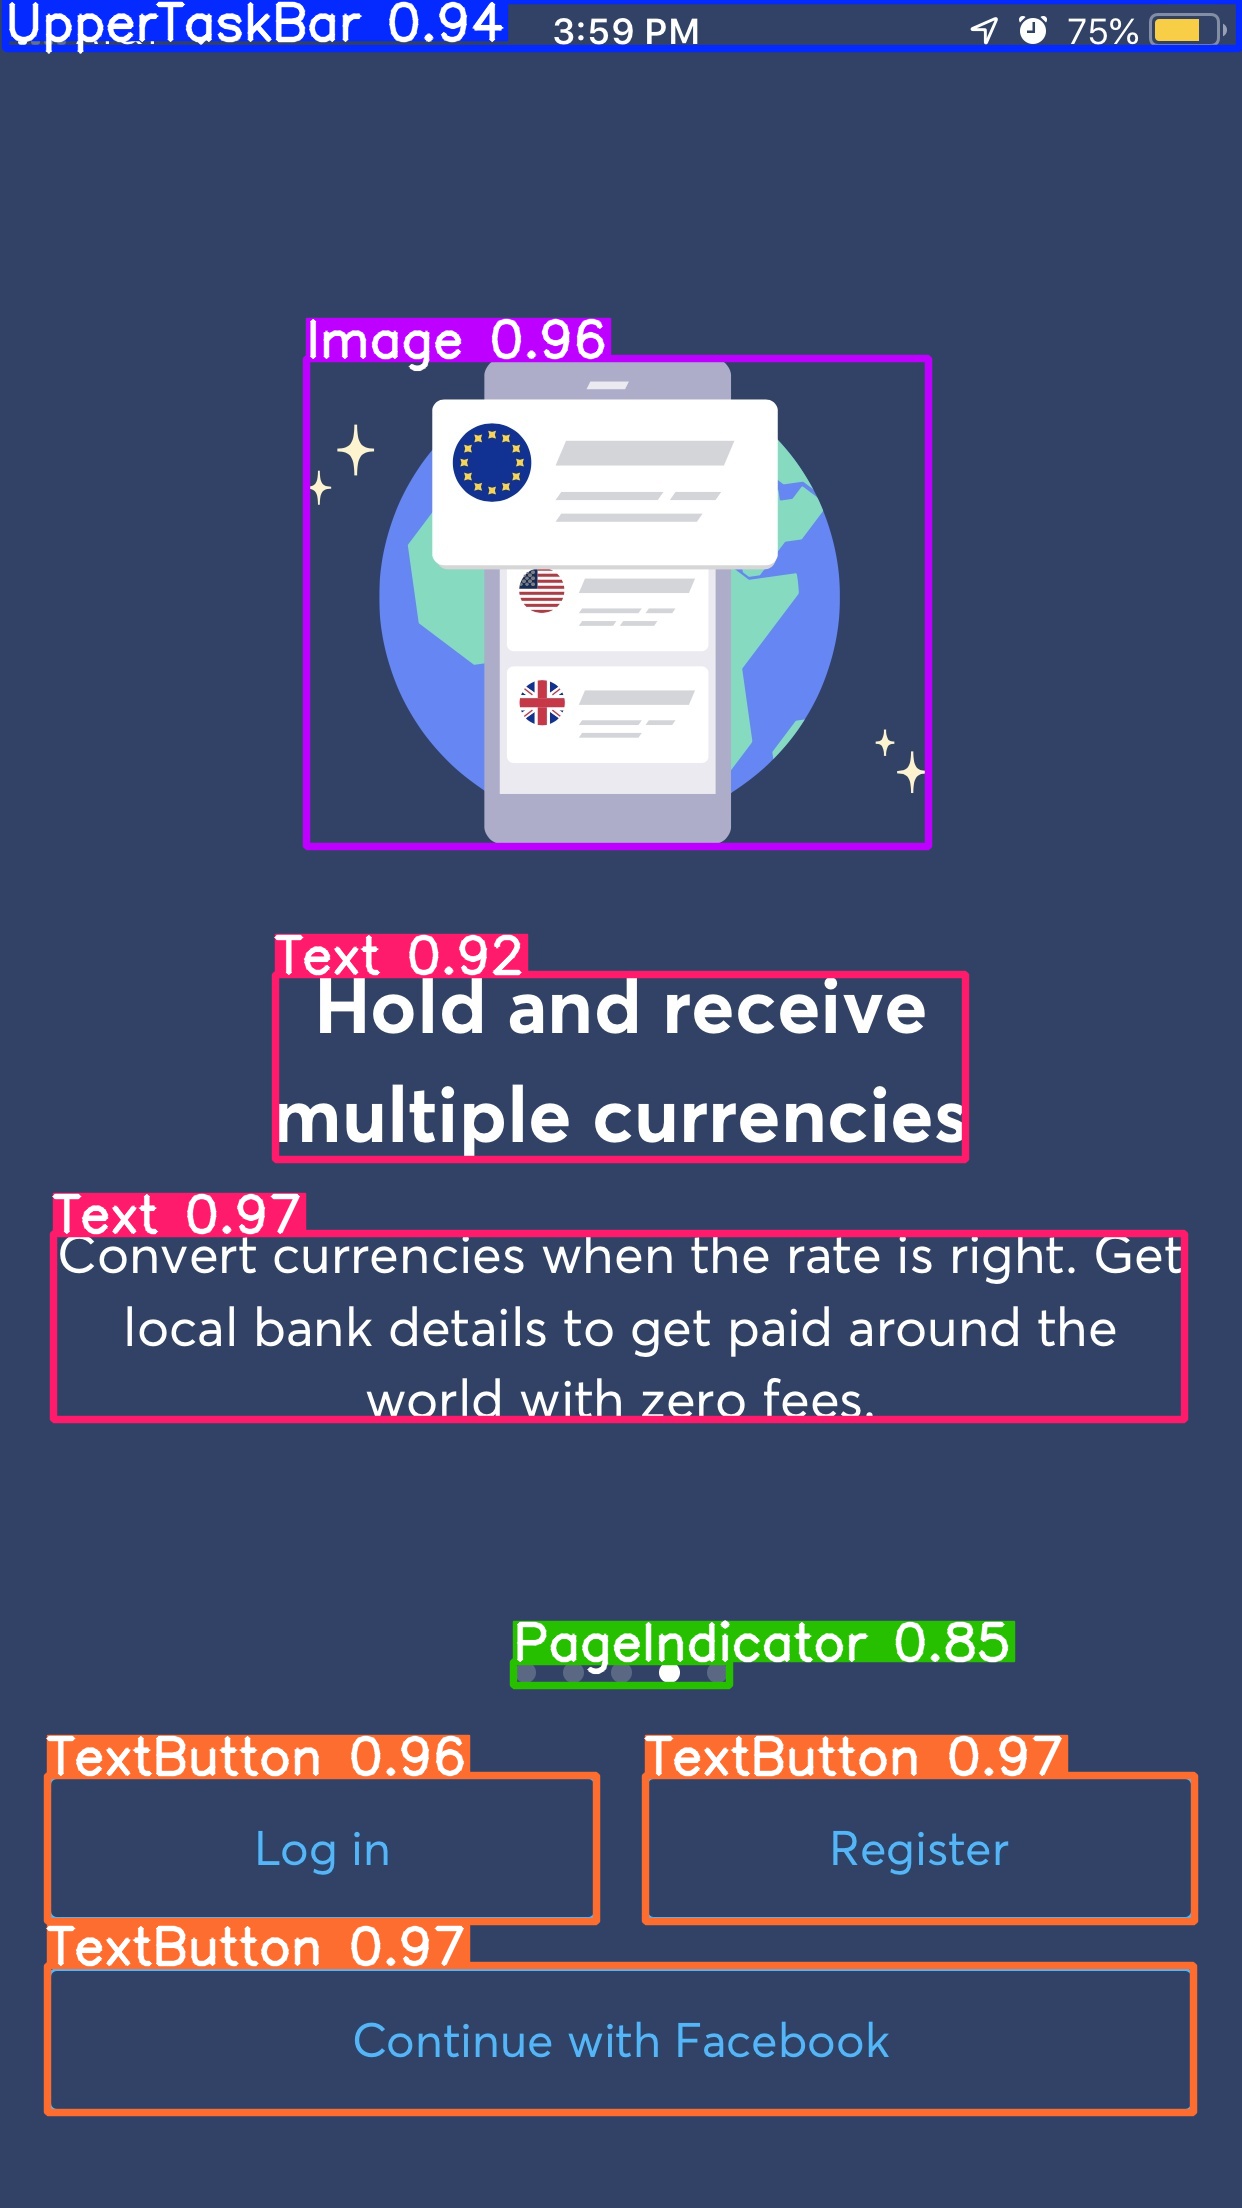 UpperTaskBar 0.94
3:59 PM
75%
Image 0.96
Text 0.92
Hold and receive
multiple currencies
Text 0.97
Convert currencies when the rate is right. Get
local bank details to get paid around the
world with zero fees.
PageIndicator 0.85
TextButton 0.96
TextButton 0.97
Log in
Register
TextButton 0.97
Continue with Facebook